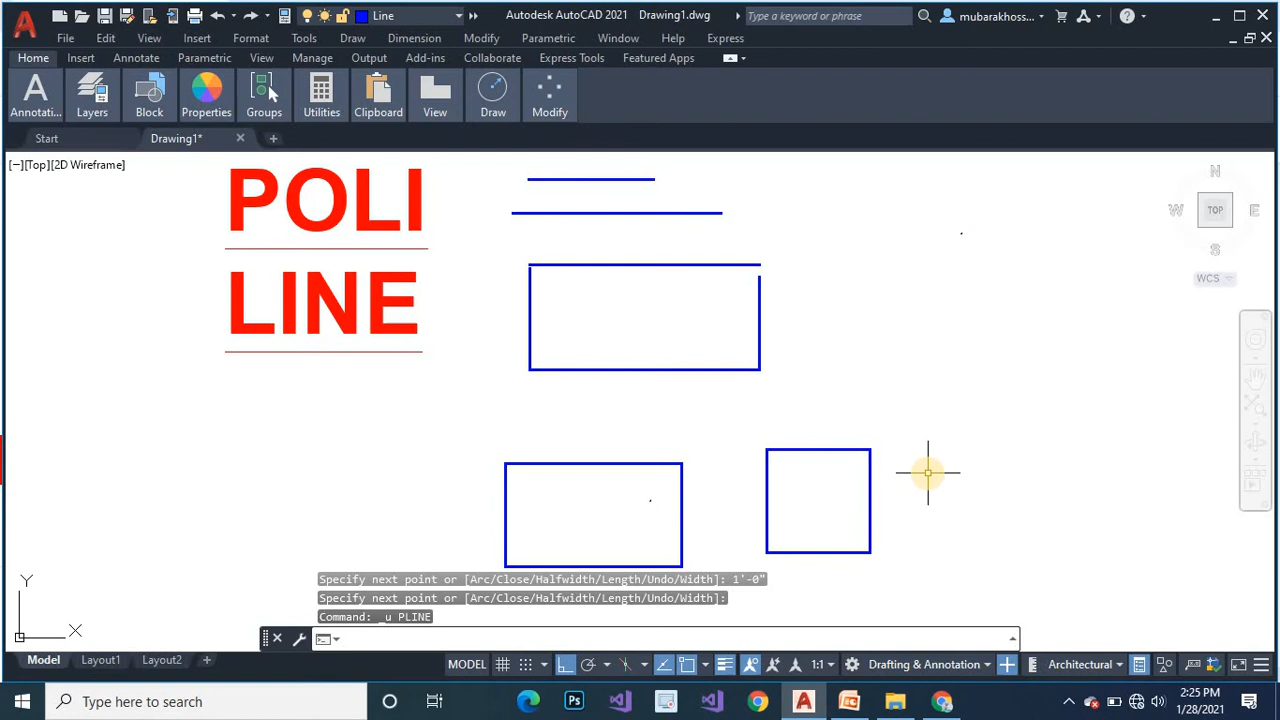 Line
Autodesk AutoCAD 2021 Drawing1.dwg
Type a keyword or phrase
mubarakhoss...
File Edit View Insert Format Tools Draw Dimension Modify Parametric Window Help Express
Home Insert Annotate Parametric View Manage Output Add-ins Collaborate Express Tools Featured Apps
Annotati... Layers Block Properties Groups Utilities Clipboard View Draw Modify
Start Drawing1*
[−][Top][2D Wireframe]
POLI
LINE
N
W TOP E
S
WCS
Specify next point or [Arc/Close/Halfwidth/Length/Undo/Width]: 1'-0"
Specify next point or [Arc/Close/Halfwidth/Length/Undo/Width]:
Command: _u PLINE
Y
X
Model Layout1 Layout2 +
MODEL 1:1 Drafting & Annotation Architectural
Type here to search
Ps
2:25 PM
1/28/2021